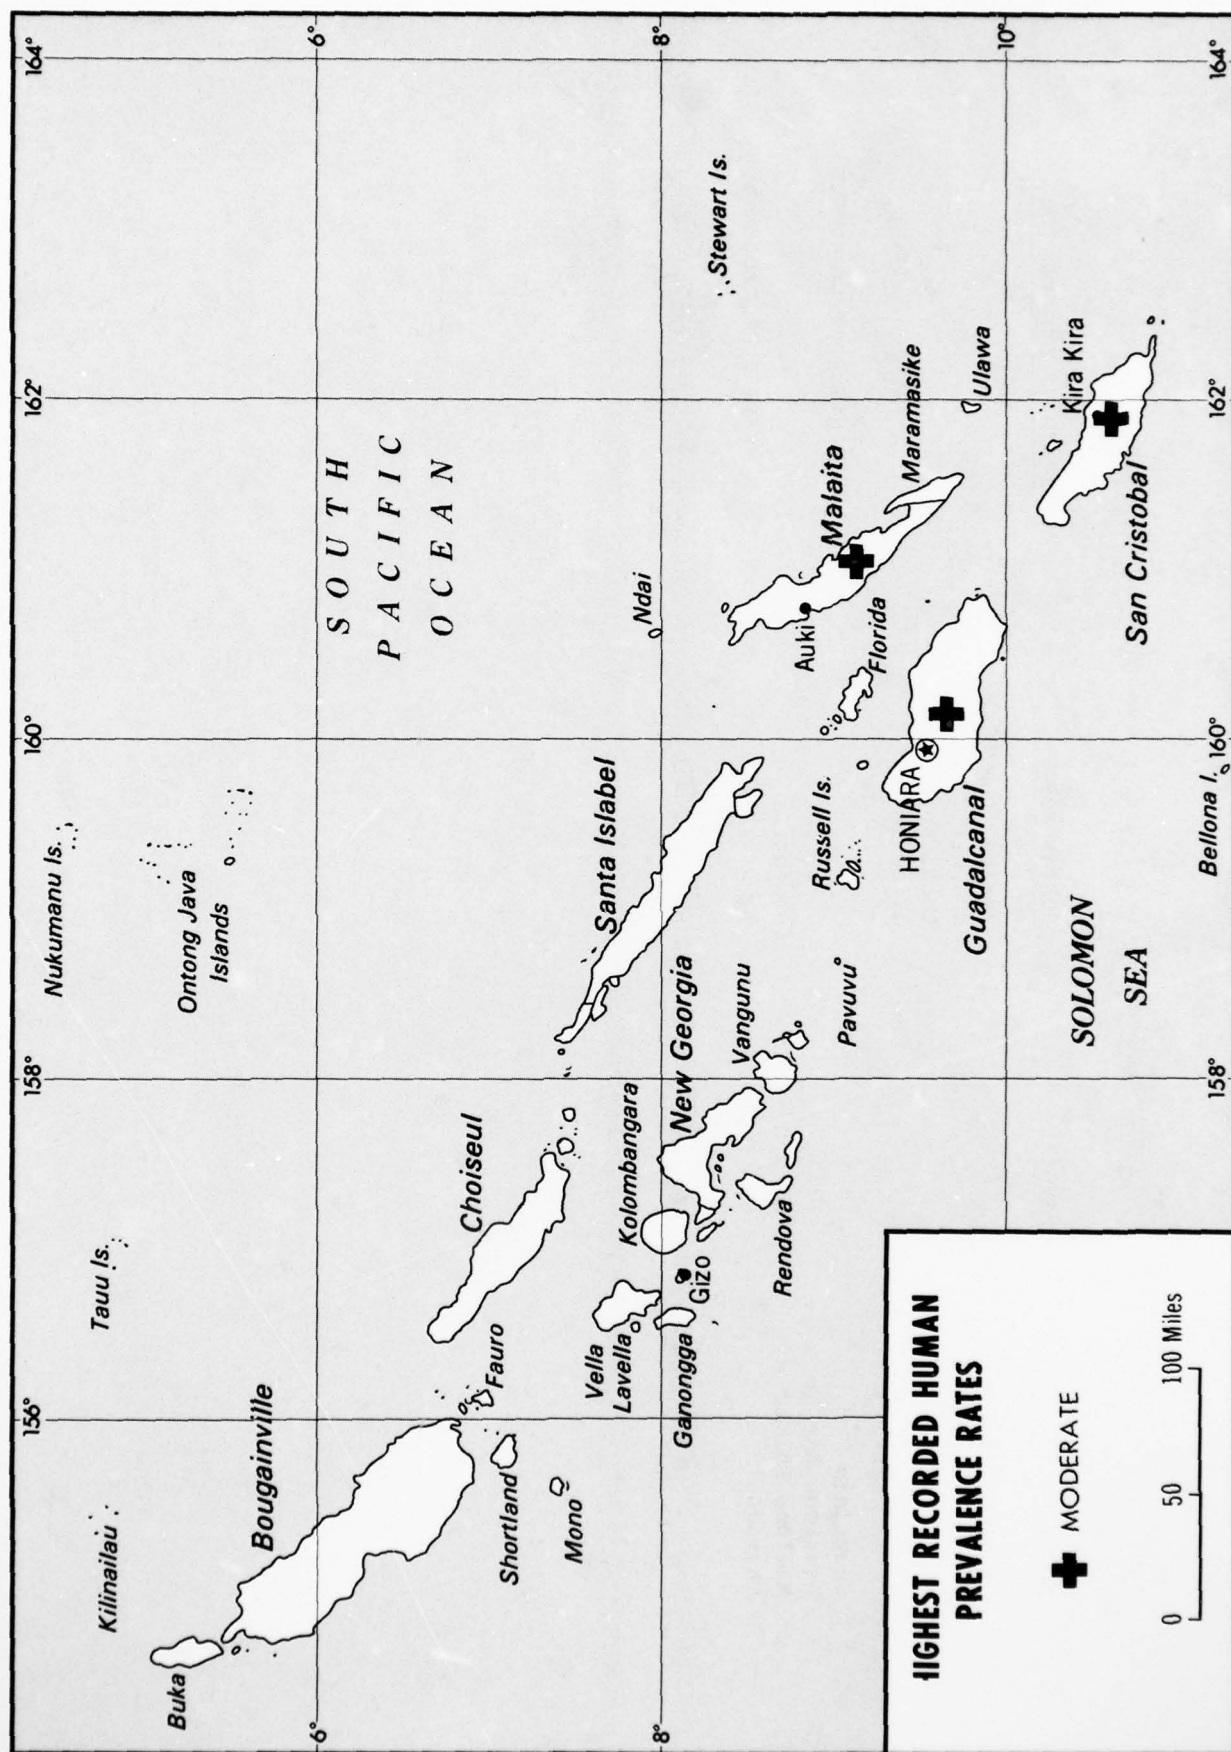 164°
162°
160°
158°
156°
6°
8°
10°
Nukumanu Is.
Ontong Java
Islands
Tauu Is.
Kilinailau
Buka
Bougainville
Shortland
Fauro
Mono
Choiseul
Vella
Lavella
Ganongga
Gizo
Kolombangara
New Georgia
Vangunu
Rendova
Pavuvu
Santa Islabel
Russell Is.
SOUTH
PACIFIC
OCEAN
Ndai
Stewart Is.
Malaita
Auki
Florida
Maramasike
Ulawa
HONIARA
Guadalcanal
Kira Kira
San Cristobal
SOLOMON
SEA
Bellona I.
6°
8°
164°
160°
158°
HIGHEST RECORDED HUMAN
PREVALENCE RATES
MODERATE
0 50 100 Miles